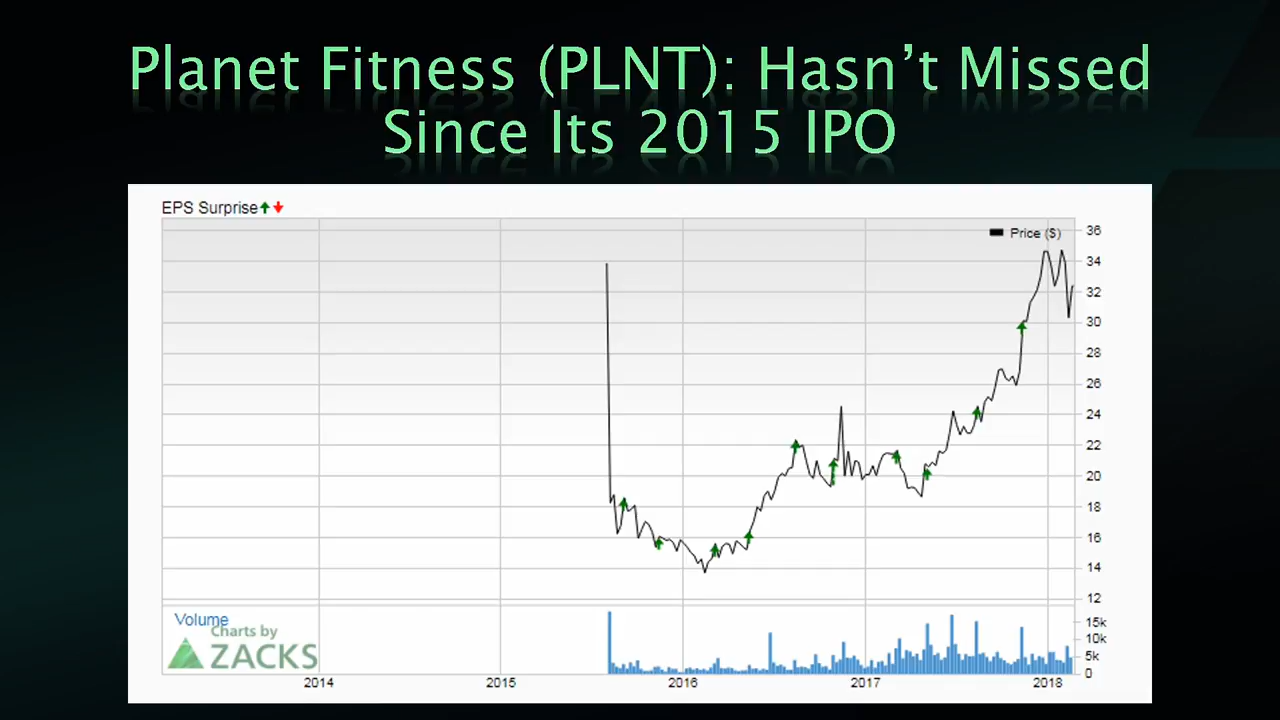 Planet Fitness (PLNT): Hasn’t Missed
Since Its 2015 IPO
EPS Surprise
Price ($)
36
34
32
30
28
26
24
22
20
18
16
14
12
Volume
Charts by
ZACKS
15k
10k
5k
0
2014 2015 2016 2017 2018